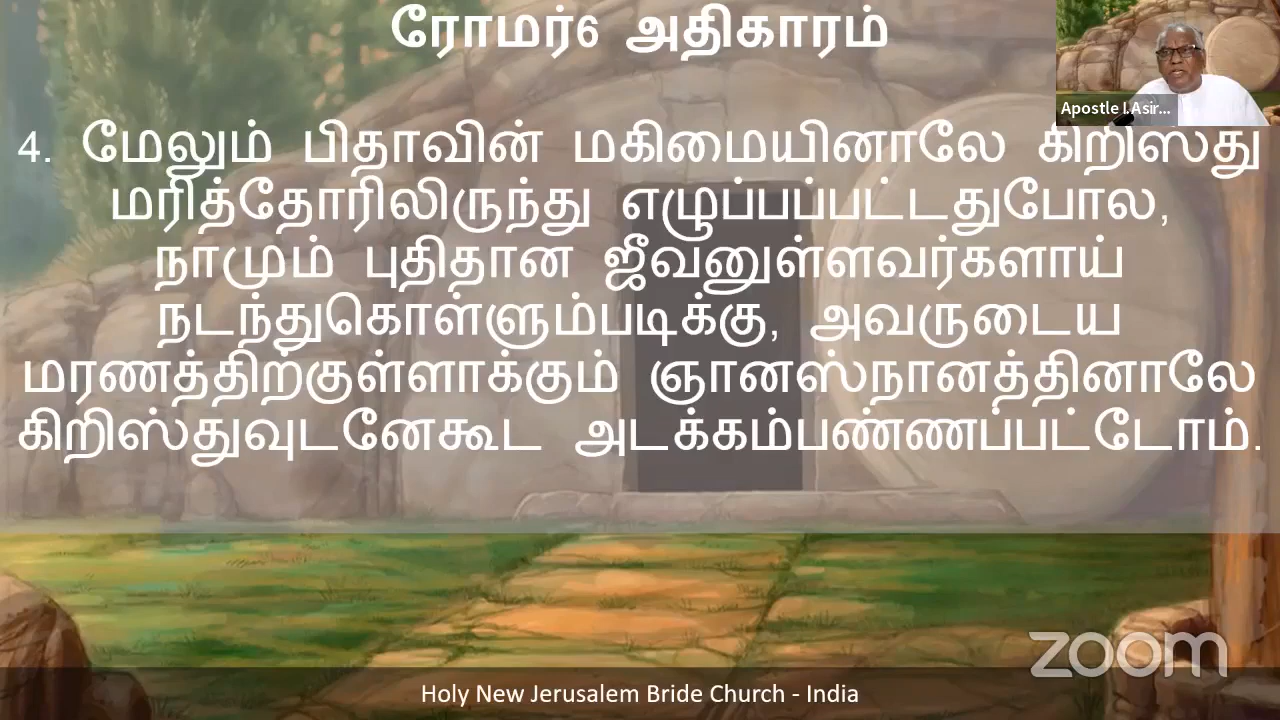 ரோமர்6 அதிகாரம்
Apostle I.Asir...
4. மேலும் பிதாவின் மகிமையினாலே கிறிஸ்து
மரித்தோரிலிருந்து எழுப்பப்பட்டதுபோல,
நாமும் புதிதான ஜீவனுள்ளவர்களாய்
நடந்துகொள்ளும்படிக்கு, அவருடைய
மரணத்திற்குள்ளாக்கும் ஞானஸ்நானத்தினாலே
கிறிஸ்துவுடனேகூட அடக்கம்பண்ணப்பட்டோம்.
zoom
Holy New Jerusalem Bride Church - India